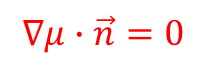 ∇μ · n⃗ = 0